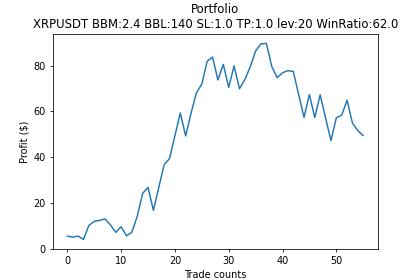 Portfolio
XRPUSDT BBM:2.4 BBL:140 SL:1.0 TP:1.0 lev:20 WinRatio:62.0
80
60
40
20
0
Profit ($)
0 10 20 30 40 50
Trade counts